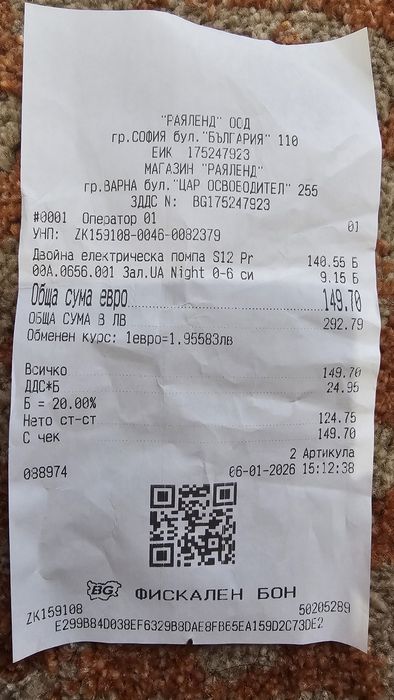 "РАЯЛЕНД" ООД
гр.СОФИЯ бул."БЪЛГАРИЯ" 110
ЕИК 175247923
МАГАЗИН "РАЯЛЕНД"
гр.ВАРНА бул."ЦАР ОСВОБОДИТЕЛ" 255
ЗДДС N: BG175247923
#0001 Оператор 01 01
УНП: ZK159108-0046-0082379
Двойна електрическа помпа S12 Pr 140.55 Б
00A.0656.001 Зал.UA Night 0-6 си 9.15 Б
Обща сума евро 149.70
ОБЩА СУМА В ЛВ 292.79
Обменен курс: 1евро=1.95583лв
Всичко 149.70
ДДС*Б 24.95
Б = 20.00%
Нето ст-ст 124.75
С чек 149.70
2 Артикула
088974 06-01-2026 15:12:38
BG ФИСКАЛЕН БОН
ZK159108 50205289
E299B84D038EF6329B8DAE8FB65EA159D2C73DE2